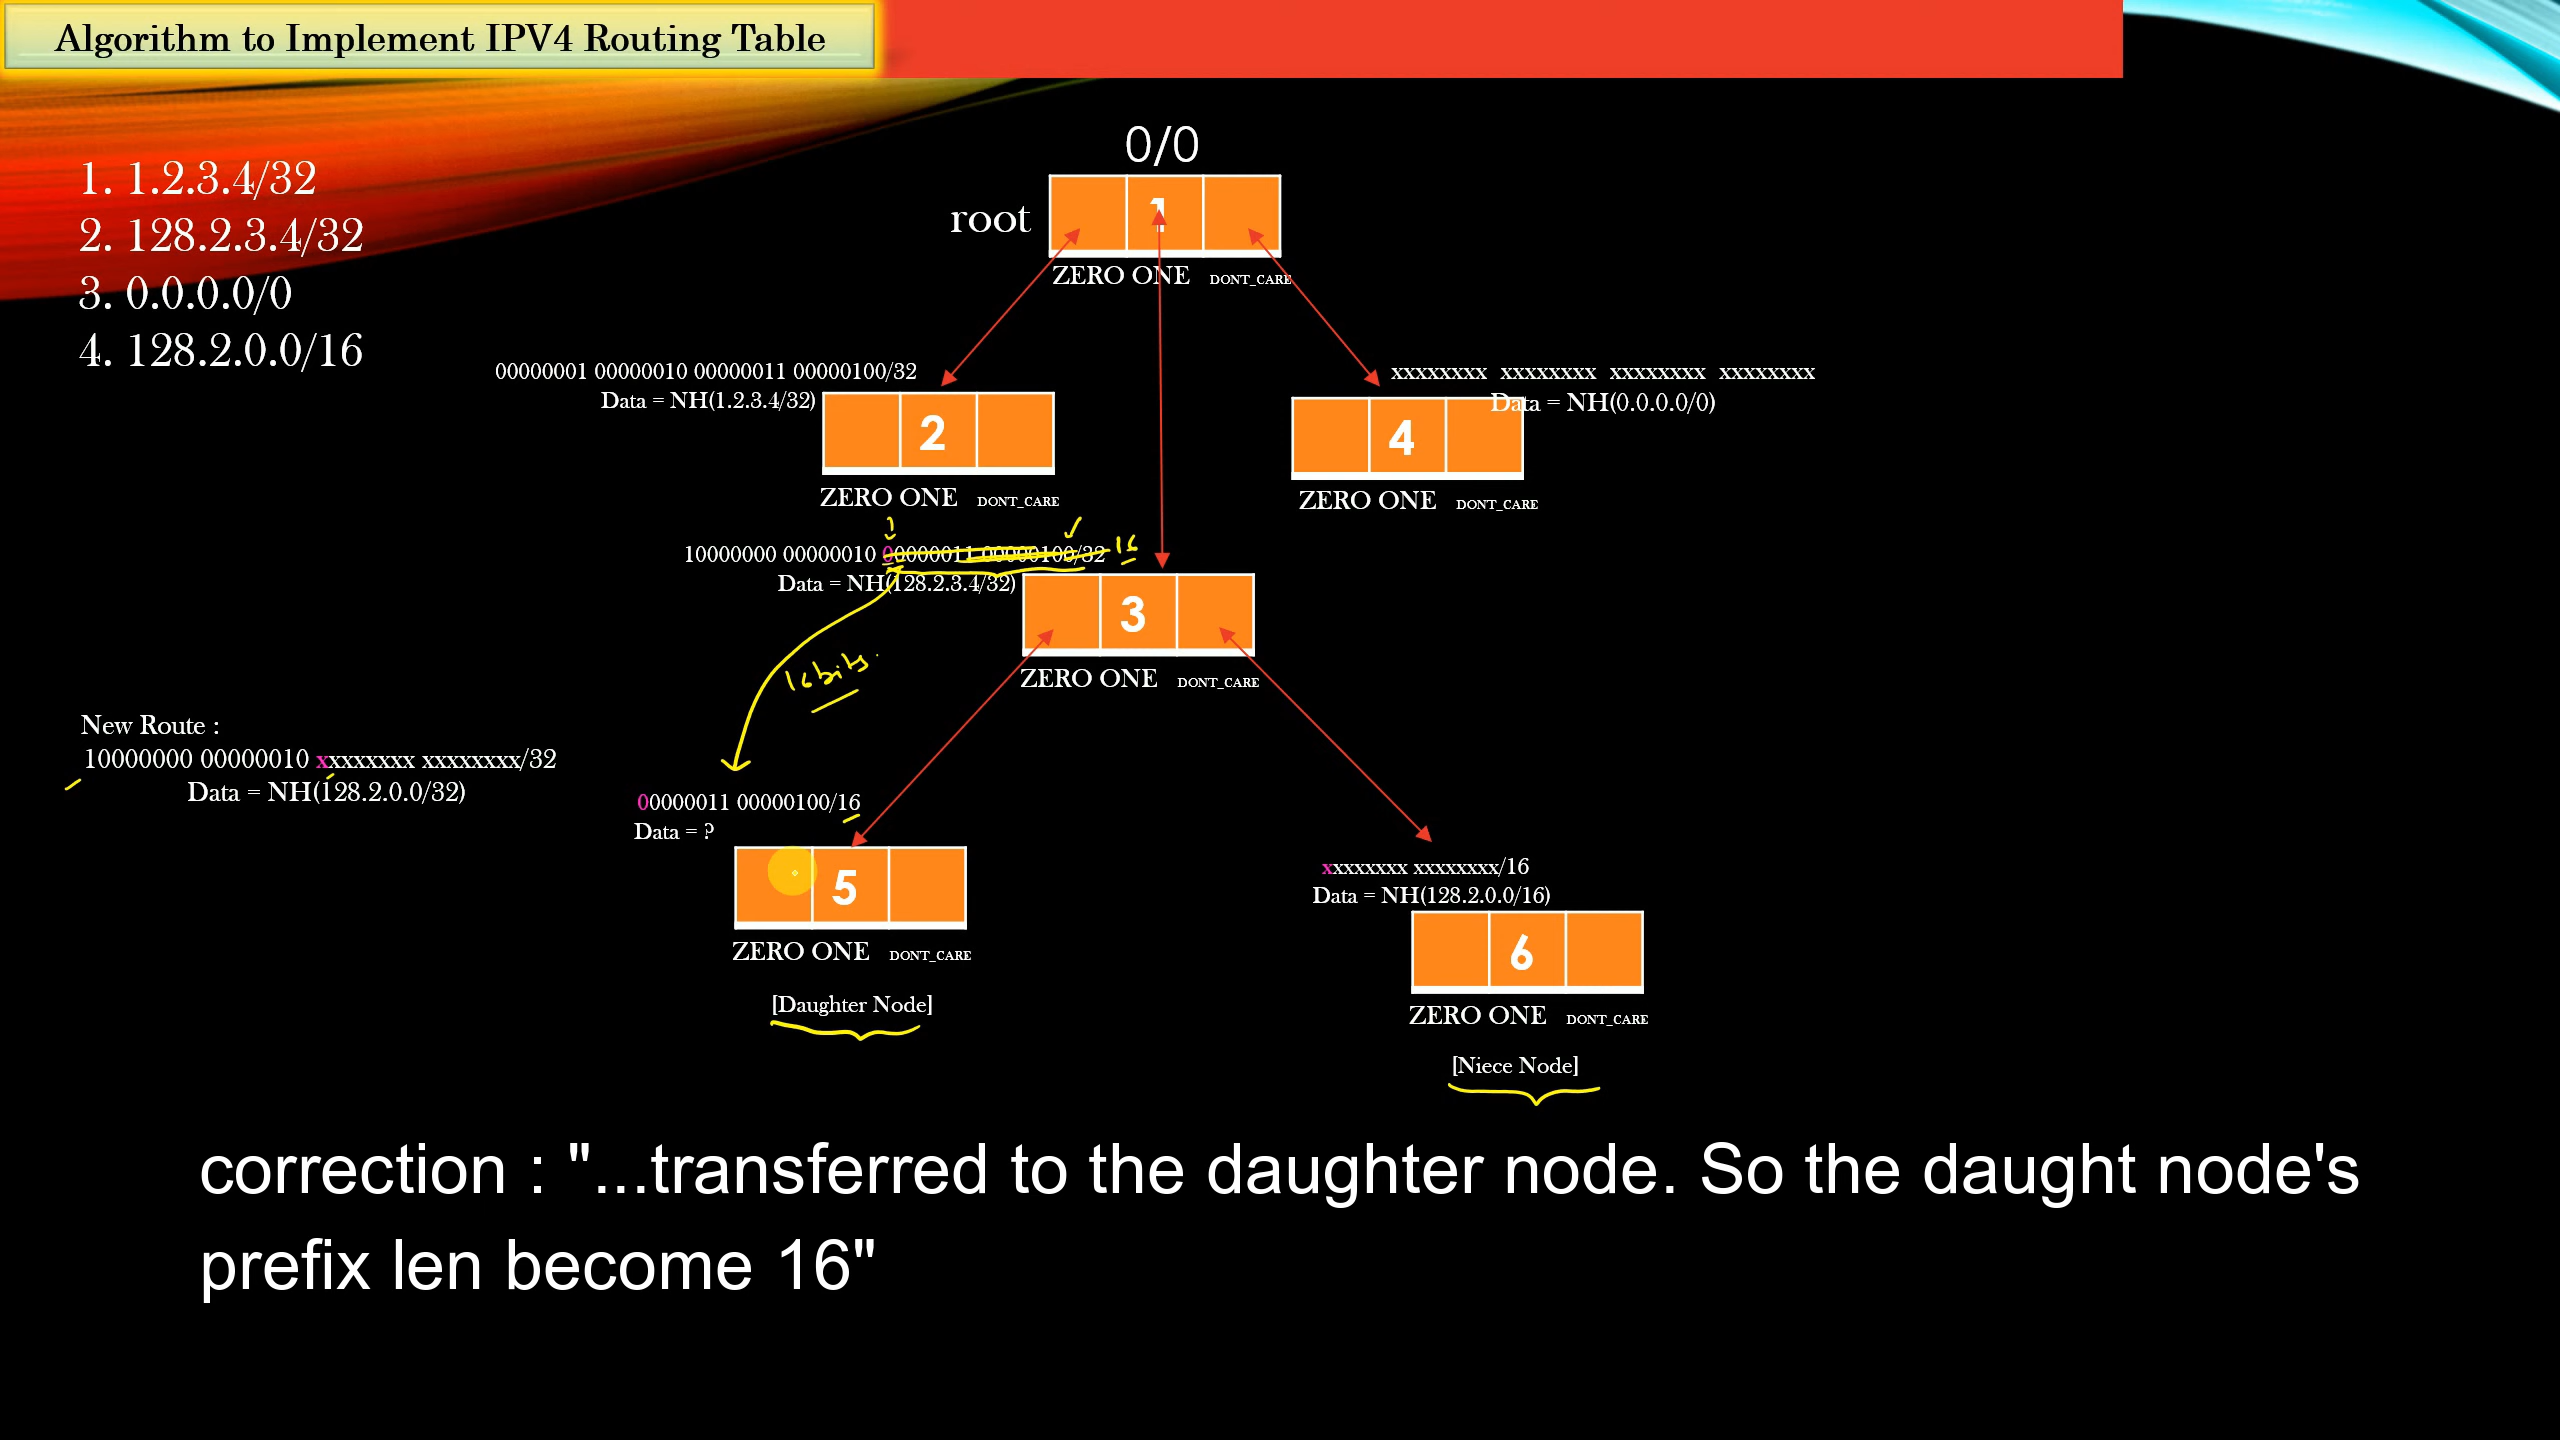 Algorithm to Implement IPV4 Routing Table
0/0
1. 1.2.3.4/32
2. 128.2.3.4/32
3. 0.0.0.0/0
4. 128.2.0.0/16
root
1
ZERO ONE DONT_CARE
00000001 00000010 00000011 00000100/32
Data = NH(1.2.3.4/32)
2
ZERO ONE DONT_CARE
xxxxxxxx xxxxxxxx xxxxxxxx xxxxxxxx
Data = NH(0.0.0.0/0)
4
ZERO ONE DONT_CARE
10000000 00000010 00000011 00000100/32 16
Data = NH(128.2.3.4/32)
3
ZERO ONE DONT_CARE
16 bits.
New Route :
10000000 00000010 xxxxxxxx xxxxxxxx/32
Data = NH(128.2.0.0/32)
00000011 00000100/16
Data = ?
5
ZERO ONE DONT_CARE
[Daughter Node]
xxxxxxxx xxxxxxxx/16
Data = NH(128.2.0.0/16)
6
ZERO ONE DONT_CARE
[Niece Node]
correction : "...transferred to the daughter node. So the daught node's
prefix len become 16"